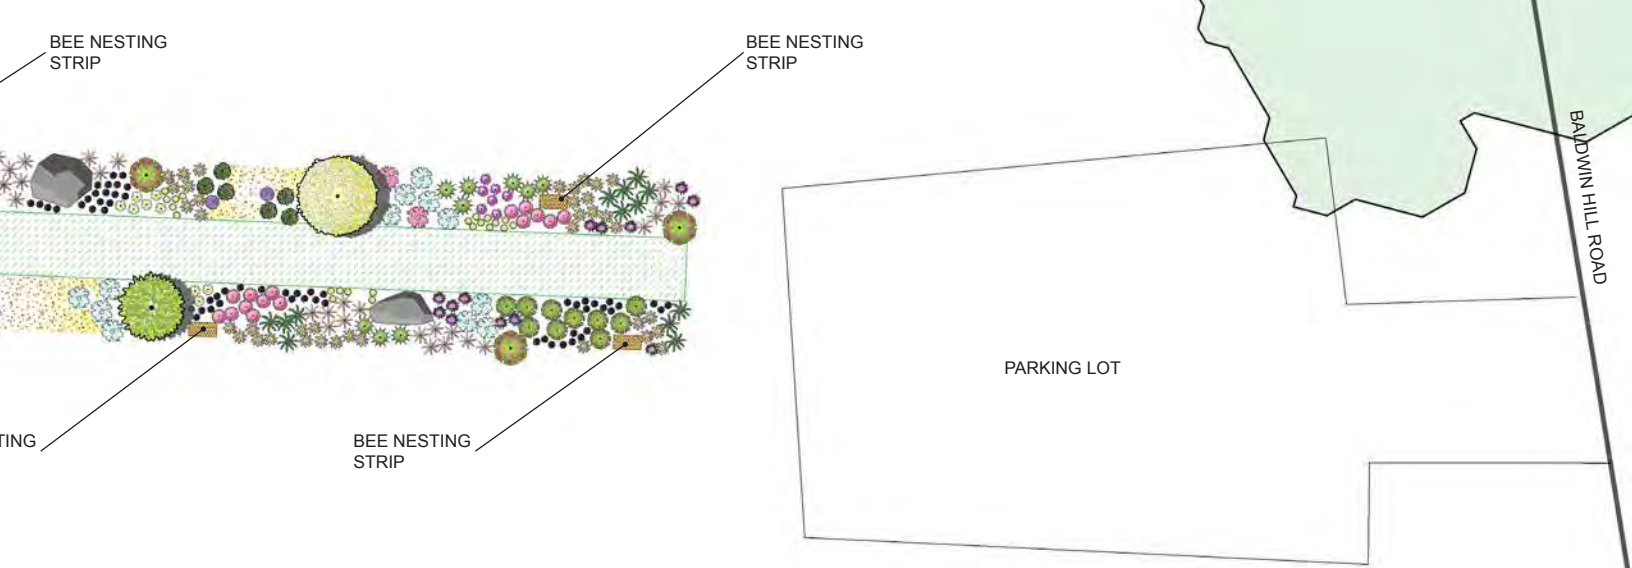 BEE NESTING
STRIP
BEE NESTING
STRIP
BALDWIN HILL ROAD
PARKING LOT
TING
BEE NESTING
STRIP